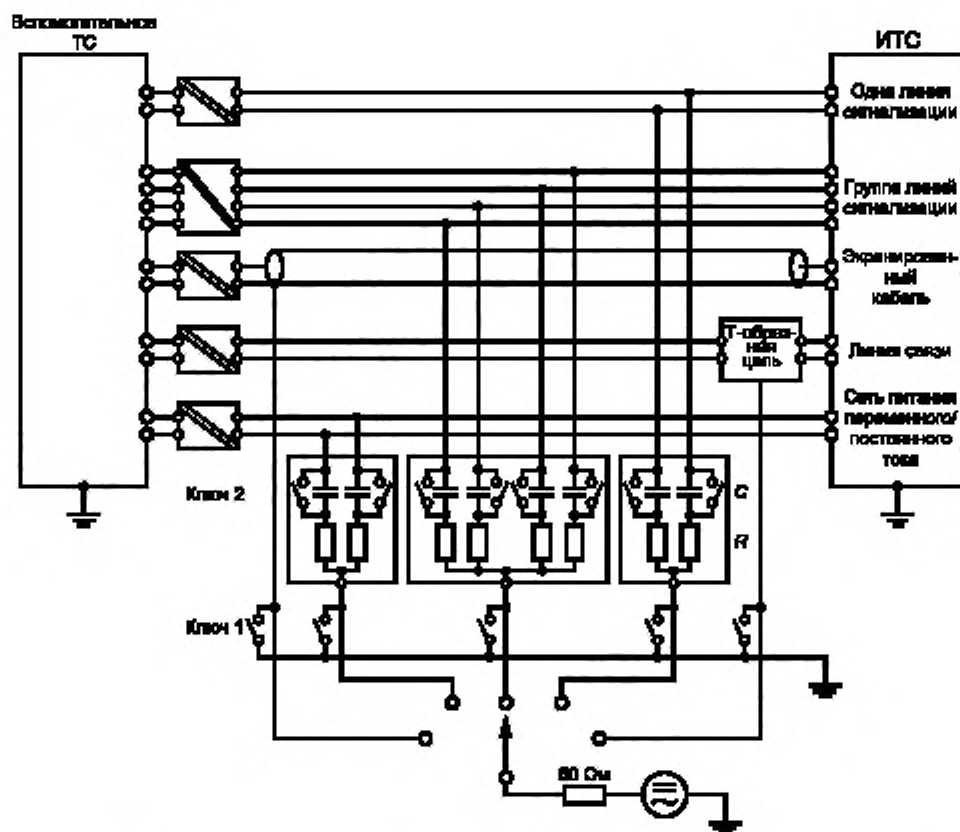 Вспомогательное
ТС
ИТС
Одна линия
сигнализации
Группа линий
сигнализации
Экранирован-
ный
кабель
Т-образ-
ная
цепь
Линия связи
Сеть питания
переменного/
постоянного
тока
Ключ 2
C
R
Ключ 1
50 Ом